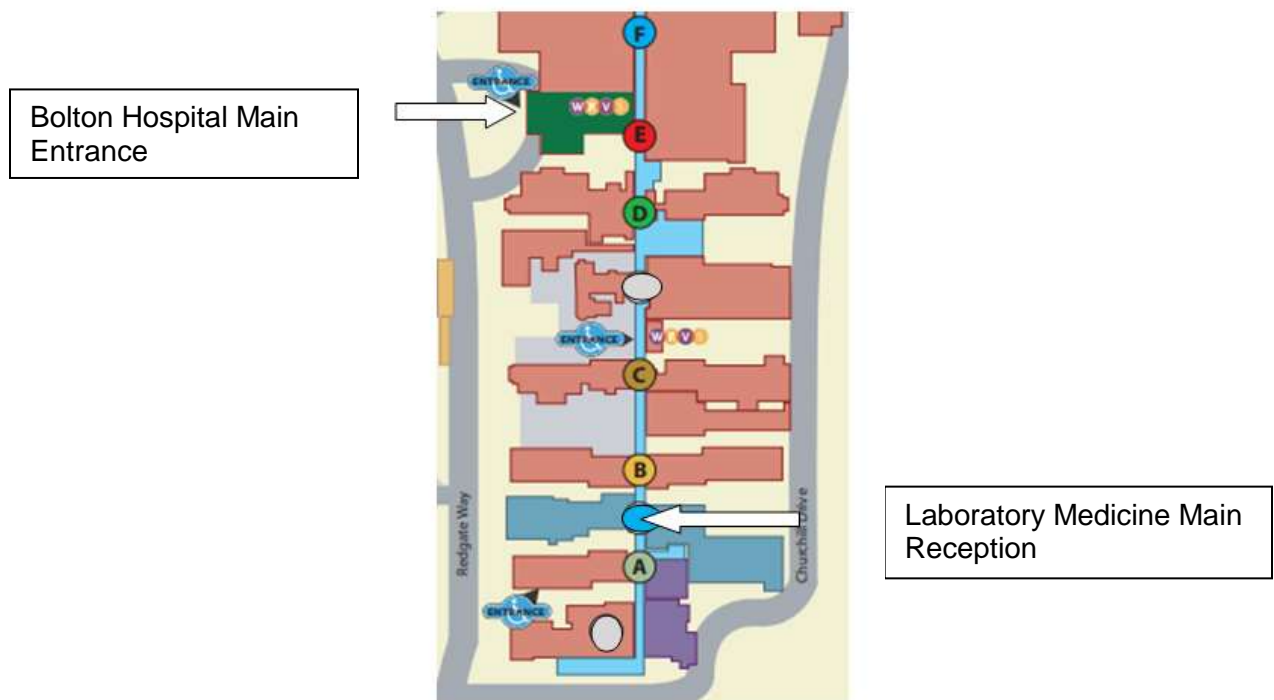 F
ENTRANCE
W R V S
Bolton Hospital Main
Entrance
E
D
ENTRANCE
W R V S
C
B
Redgate Way
Churchill Drive
Laboratory Medicine Main
Reception
A
ENTRANCE